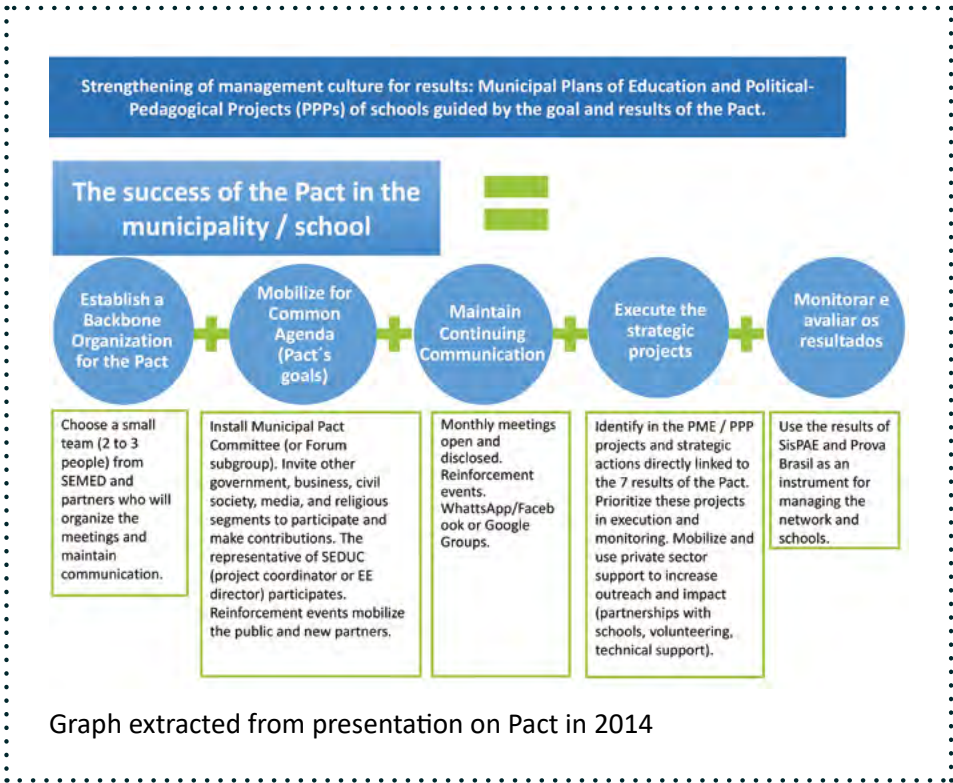 Strengthening of management culture for results: Municipal Plans of Education and Political-
Pedagogical Projects (PPPs) of schools guided by the goal and results of the Pact.
The success of the Pact in the
municipality / school
Establish a
Backbone
Organization
for the Pact
Mobilize for
Common
Agenda
(Pact´s
goals)
Maintain
Continuing
Communication
Execute the
strategic
projects
Monitorar e
avaliar os
resultados
Choose a small
team (2 to 3
people) from
SEMED and
partners who will
organize the
meetings and
maintain
communication.
Install Municipal Pact
Committee (or Forum
subgroup). Invite other
government, business, civil
society, media, and religious
segments to participate and
make contributions. The
representative of SEDUC
(project coordinator or EE
director) participates.
Reinforcement events mobilize
the public and new partners.
Monthly meetings
open and
disclosed.
Reinforcement
events.
WhattsApp/Faceb
ook or Google
Groups.
Identify in the PME / PPP
projects and strategic
actions directly linked to
the 7 results of the Pact.
Prioritize these projects
in execution and
monitoring. Mobilize and
use private sector
support to increase
outreach and impact
(partnerships with
schools, volunteering,
technical support).
Use the results of
SisPAE and Prova
Brasil as an
instrument for
managing the
network and
schools.
Graph extracted from presentation on Pact in 2014